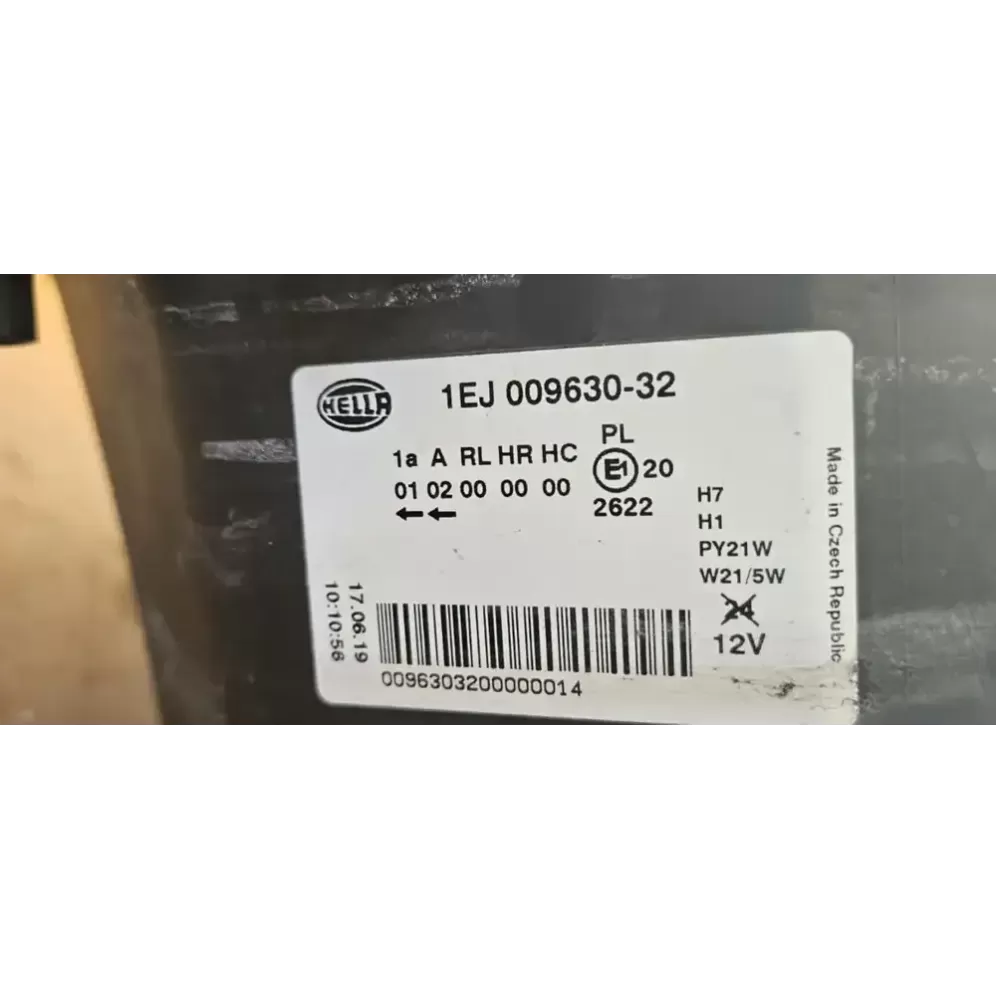 HELLA
1EJ 009630-32
1a A RL HR HC
01 02 00 00 00
PL
E1 20
2622
H7
H1
PY21W
W21/5W
24
12V
Made in Czech Republic
17.06.19
10:10:56
0096303200000014